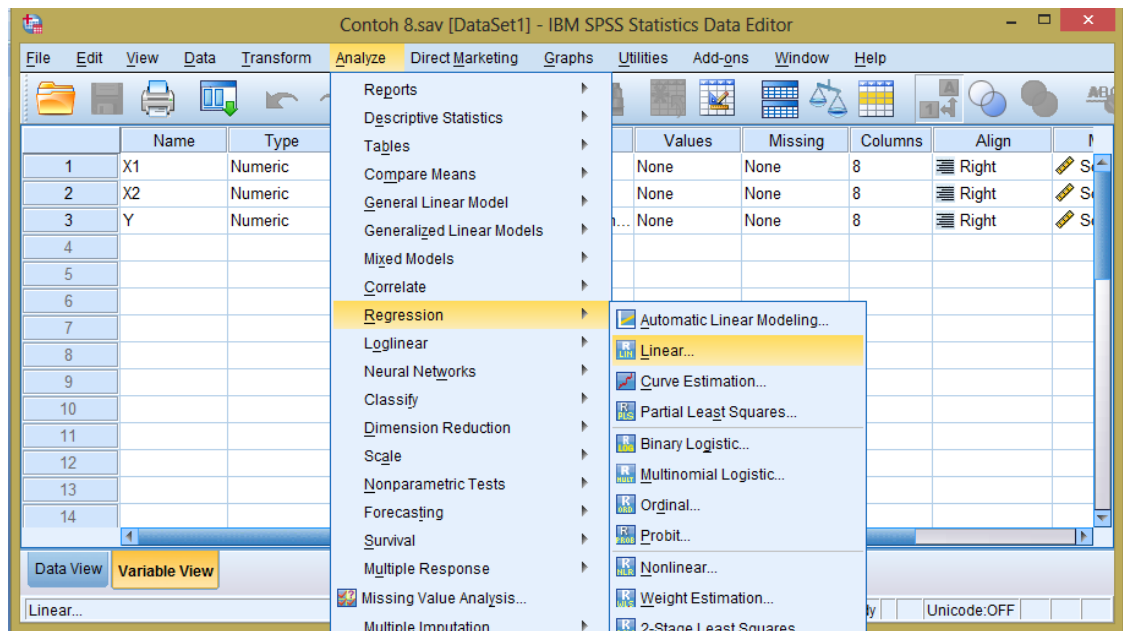 Contoh 8.sav [DataSet1] - IBM SPSS Statistics Data Editor
File Edit View Data Transform Analyze Direct Marketing Graphs Utilities Add-ons Window Help
Name Type Values Missing Columns Align
1 X1 Numeric None None 8 Right
2 X2 Numeric None None 8 Right
3 Y Numeric ... None None 8 Right
4
5
6
7
8
9
10
11
12
13
14
Reports
Descriptive Statistics
Tables
Compare Means
General Linear Model
Generalized Linear Models
Mixed Models
Correlate
Regression
Loglinear
Neural Networks
Classify
Dimension Reduction
Scale
Nonparametric Tests
Forecasting
Survival
Multiple Response
Missing Value Analysis...
Multiple Imputation
Automatic Linear Modeling...
Linear...
Curve Estimation...
Partial Least Squares...
Binary Logistic...
Multinomial Logistic...
Ordinal...
Probit...
Nonlinear...
Weight Estimation...
2-Stage Least Squares...
Data View Variable View
Linear... Unicode:OFF